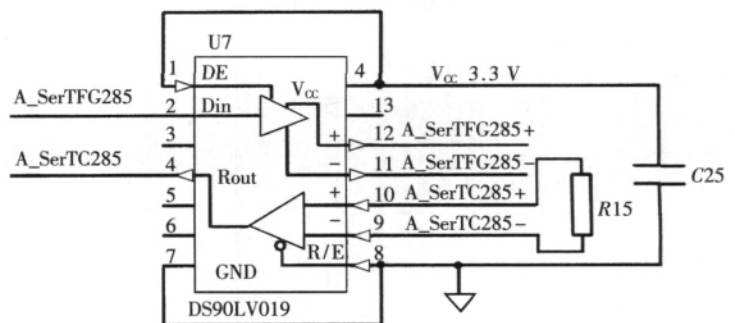 U7
1
DE
VCC
4
VCC 3.3 V
A_SerTFG285
2
Din
13
3
+
12
A_SerTFG285+
A_SerTC285
4
−
11
A_SerTFG285−
Rout
5
+
10
A_SerTC285+
C25
R15
6
−
9
A_SerTC285−
7
R/E
8
GND
DS90LV019